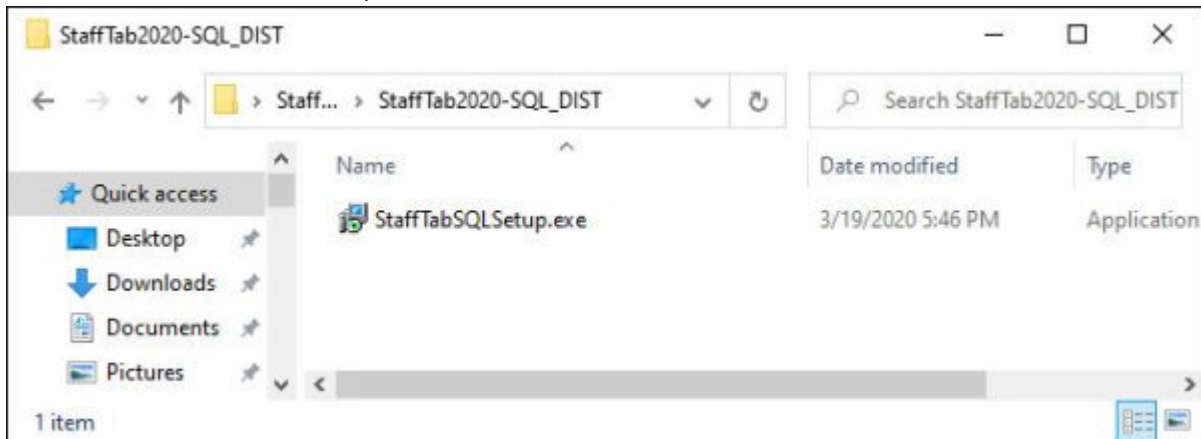 StaffTab2020-SQL_DIST
Staff... > StaffTab2020-SQL_DIST
Search StaffTab2020-SQL_DIST
Name Date modified Type
Quick access
StaffTabSQLSetup.exe 3/19/2020 5:46 PM Application
Desktop
Downloads
Documents
Pictures
1 item